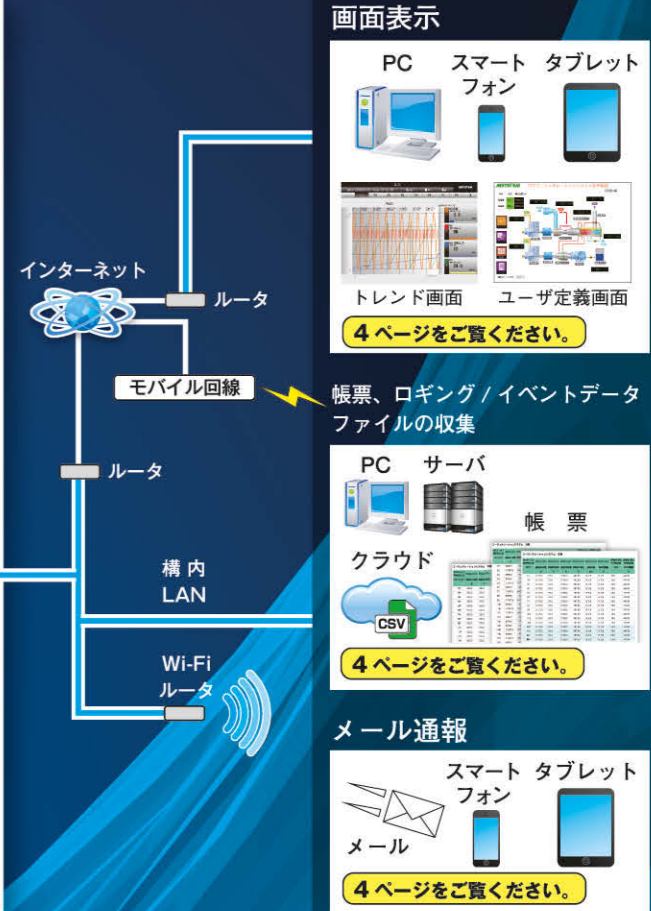 画面表示
PC
スマート
フォン
タブレット
トレンド画面
ユーザ定義画面
4 ページをご覧ください。
インターネット
ルータ
モバイル回線
ルータ
構内
LAN
Wi-Fi
ルータ
帳票、ロギング / イベントデータ
ファイルの収集
PC
サーバ
帳 票
クラウド
CSV
4 ページをご覧ください。
メール通報
スマート
フォン
タブレット
メール
4 ページをご覧ください。